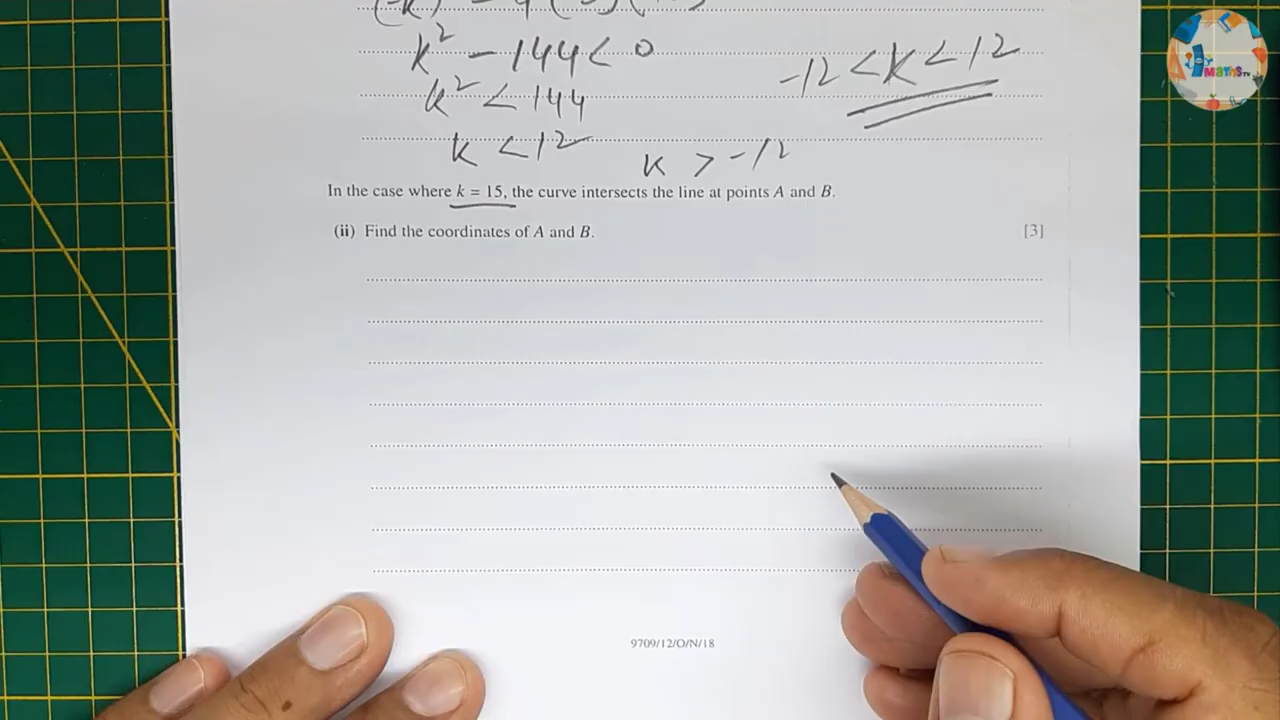 k² - 144 < 0
-12 < k < 12
k² < 144
k < 12 k > -12
In the case where k = 15, the curve intersects the line at points A and B.
(ii) Find the coordinates of A and B. [3]
9709/12/O/N/18